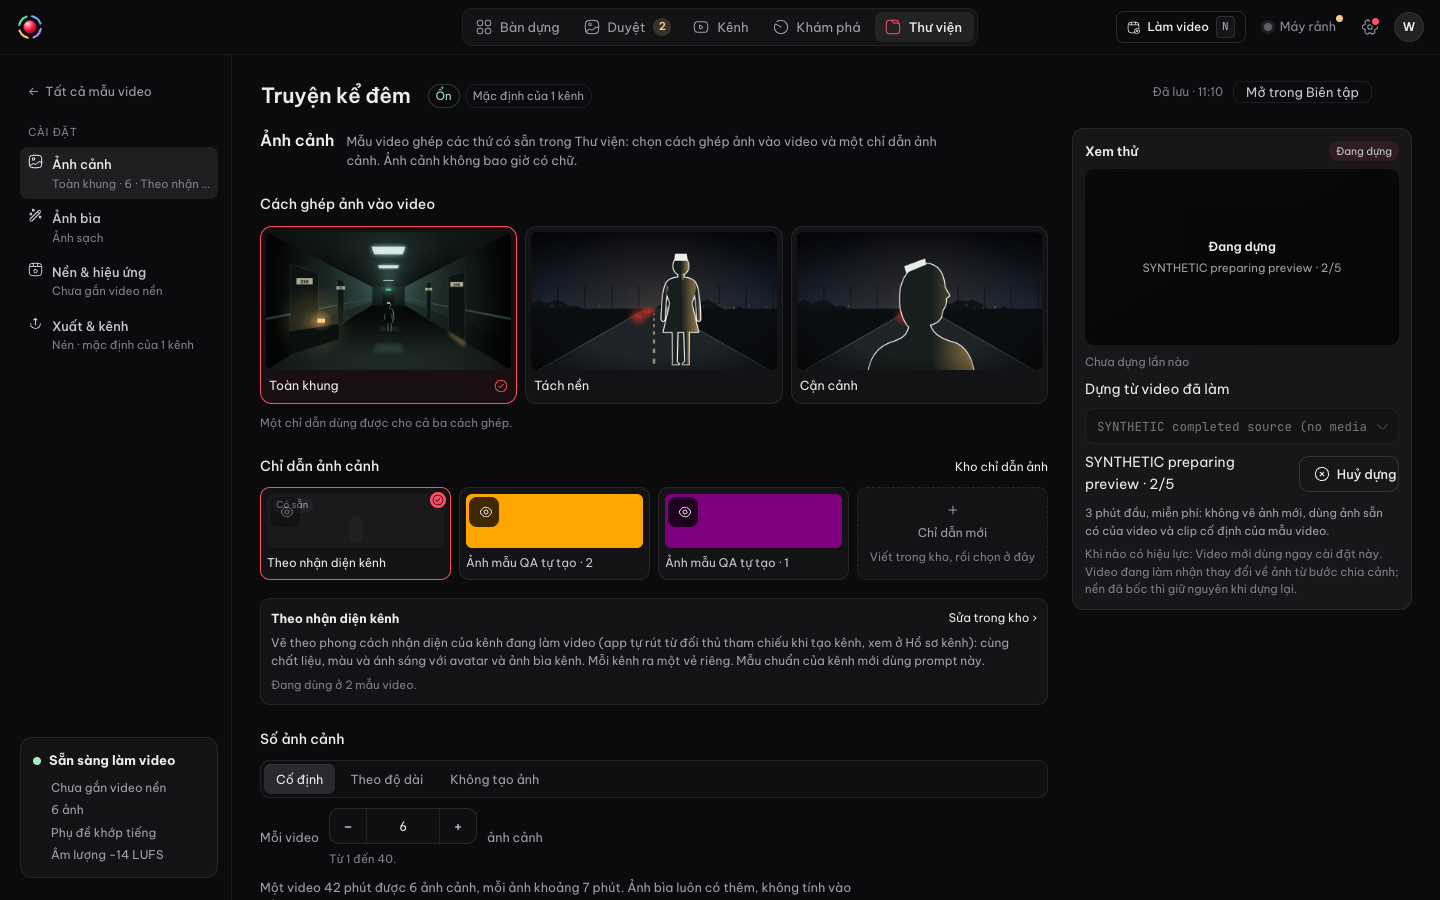 Bàn dựng
Duyệt 2
Kênh
Khám phá
Thư viện
Làm video N
Máy rảnh
W
← Tất cả mẫu video
CÀI ĐẶT
Ảnh cảnh
Toàn khung · 6 · Theo nhận ...
Ảnh bìa
Ảnh sạch
Nền & hiệu ứng
Chưa gắn video nền
Xuất & kênh
Nén · mặc định của 1 kênh
Sẵn sàng làm video
Chưa gắn video nền
6 ảnh
Phụ đề khớp tiếng
Âm lượng -14 LUFS
Truyện kể đêm
Ổn
Mặc định của 1 kênh
Đã lưu · 11:10
Mở trong Biên tập
Ảnh cảnh
Mẫu video ghép các thứ có sẵn trong Thư viện: chọn cách ghép ảnh vào video và một chỉ dẫn ảnh
cảnh. Ảnh cảnh không bao giờ có chữ.
Cách ghép ảnh vào video
Toàn khung
Tách nền
Cận cảnh
Một chỉ dẫn dùng được cho cả ba cách ghép.
Chỉ dẫn ảnh cảnh
Kho chỉ dẫn ảnh
Có sẵn
Theo nhận diện kênh
Ảnh mẫu QA tự tạo · 2
Ảnh mẫu QA tự tạo · 1
+
Chỉ dẫn mới
Viết trong kho, rồi chọn ở đây
Theo nhận diện kênh
Sửa trong kho ›
Vẽ theo phong cách nhận diện của kênh đang làm video (app tự rút từ đối thủ tham chiếu khi tạo kênh, xem ở Hồ sơ kênh): cùng
chất liệu, màu và ánh sáng với avatar và ảnh bìa kênh. Mỗi kênh ra một vẻ riêng. Mẫu chuẩn của kênh mới dùng prompt này.
Đang dùng ở 2 mẫu video.
Số ảnh cảnh
Cố định
Theo độ dài
Không tạo ảnh
Mỗi video − 6 + ảnh cảnh
Từ 1 đến 40.
Một video 42 phút được 6 ảnh cảnh, mỗi ảnh khoảng 7 phút. Ảnh bìa luôn có thêm, không tính vào
Xem thử
Đang dựng
Đang dựng
SYNTHETIC preparing preview · 2/5
Chưa dựng lần nào
Dựng từ video đã làm
SYNTHETIC completed source (no media
SYNTHETIC preparing
preview · 2/5
Huỷ dựng
3 phút đầu, miễn phí: không vẽ ảnh mới, dùng ảnh sẵn
có của video và clip cố định của mẫu video.
Khi nào có hiệu lực: Video mới dùng ngay cài đặt này.
Video đang làm nhận thay đổi về ảnh từ bước chia cảnh;
nền đã bốc thì giữ nguyên khi dựng lại.